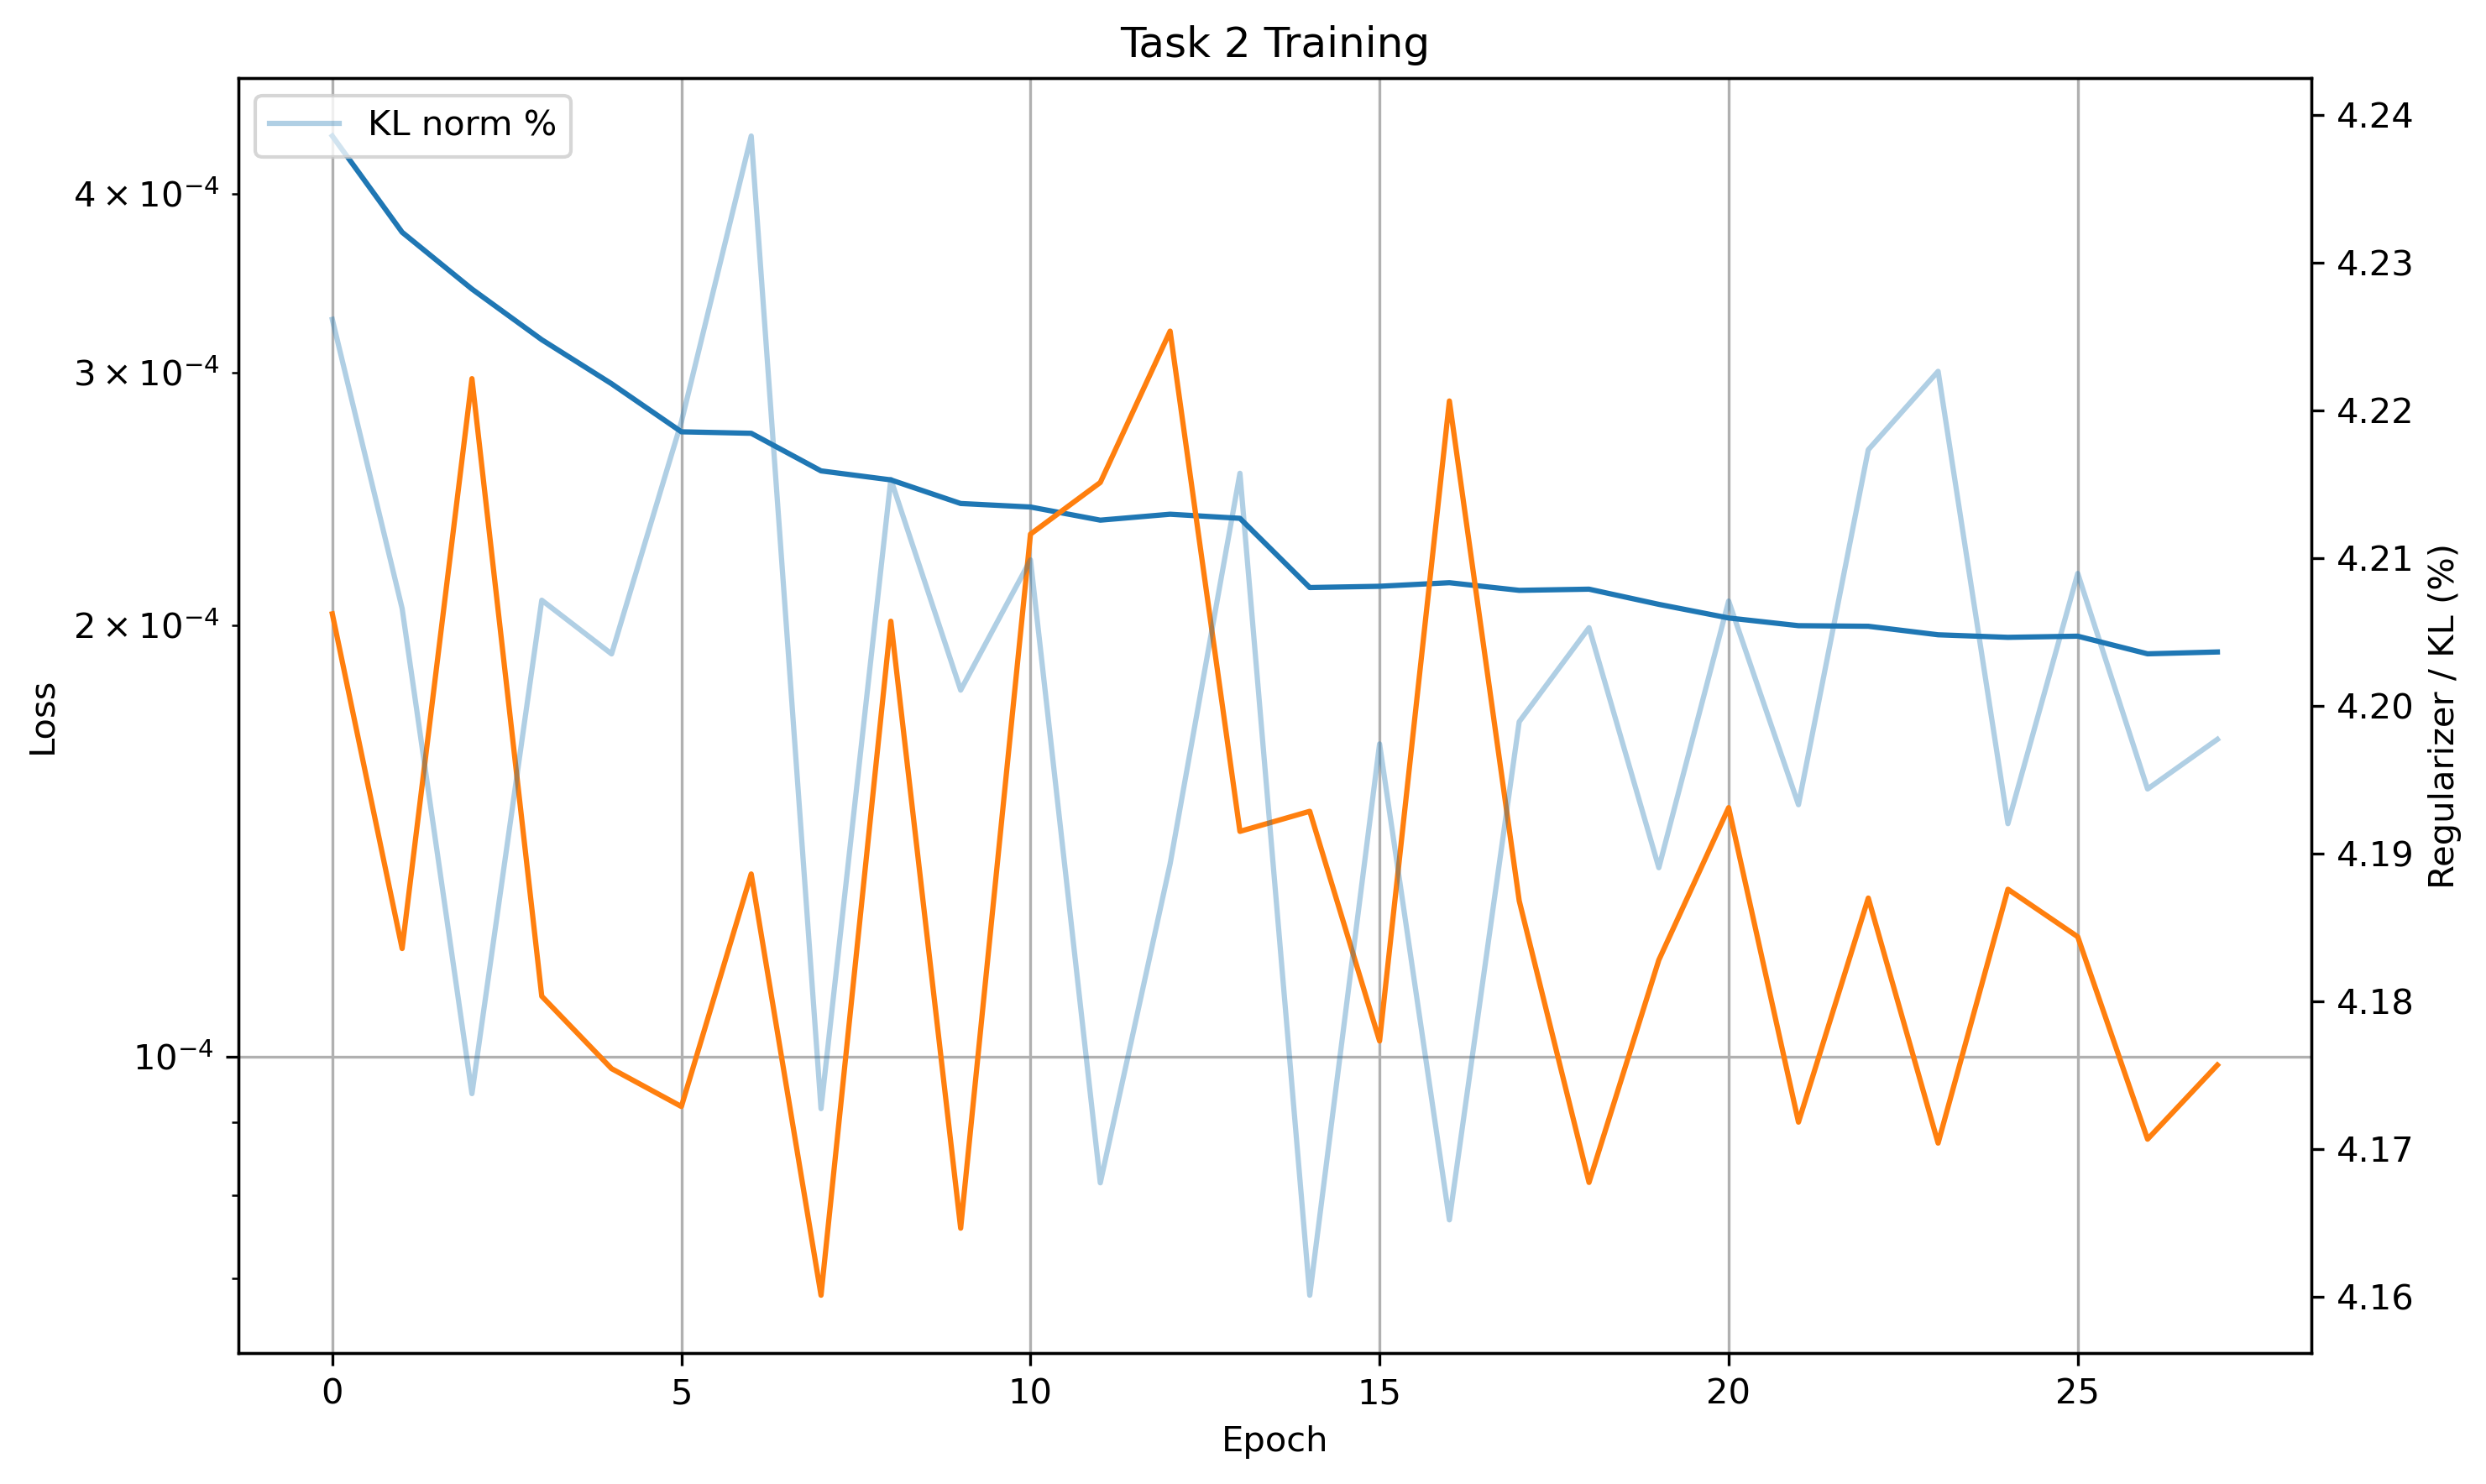 Task 2 Training
KL norm %
4 × 10⁻⁴
3 × 10⁻⁴
2 × 10⁻⁴
10⁻⁴
Loss
4.24
4.23
4.22
4.21
4.20
4.19
4.18
4.17
4.16
Regularizer / KL (%)
0 5 10 15 20 25
Epoch